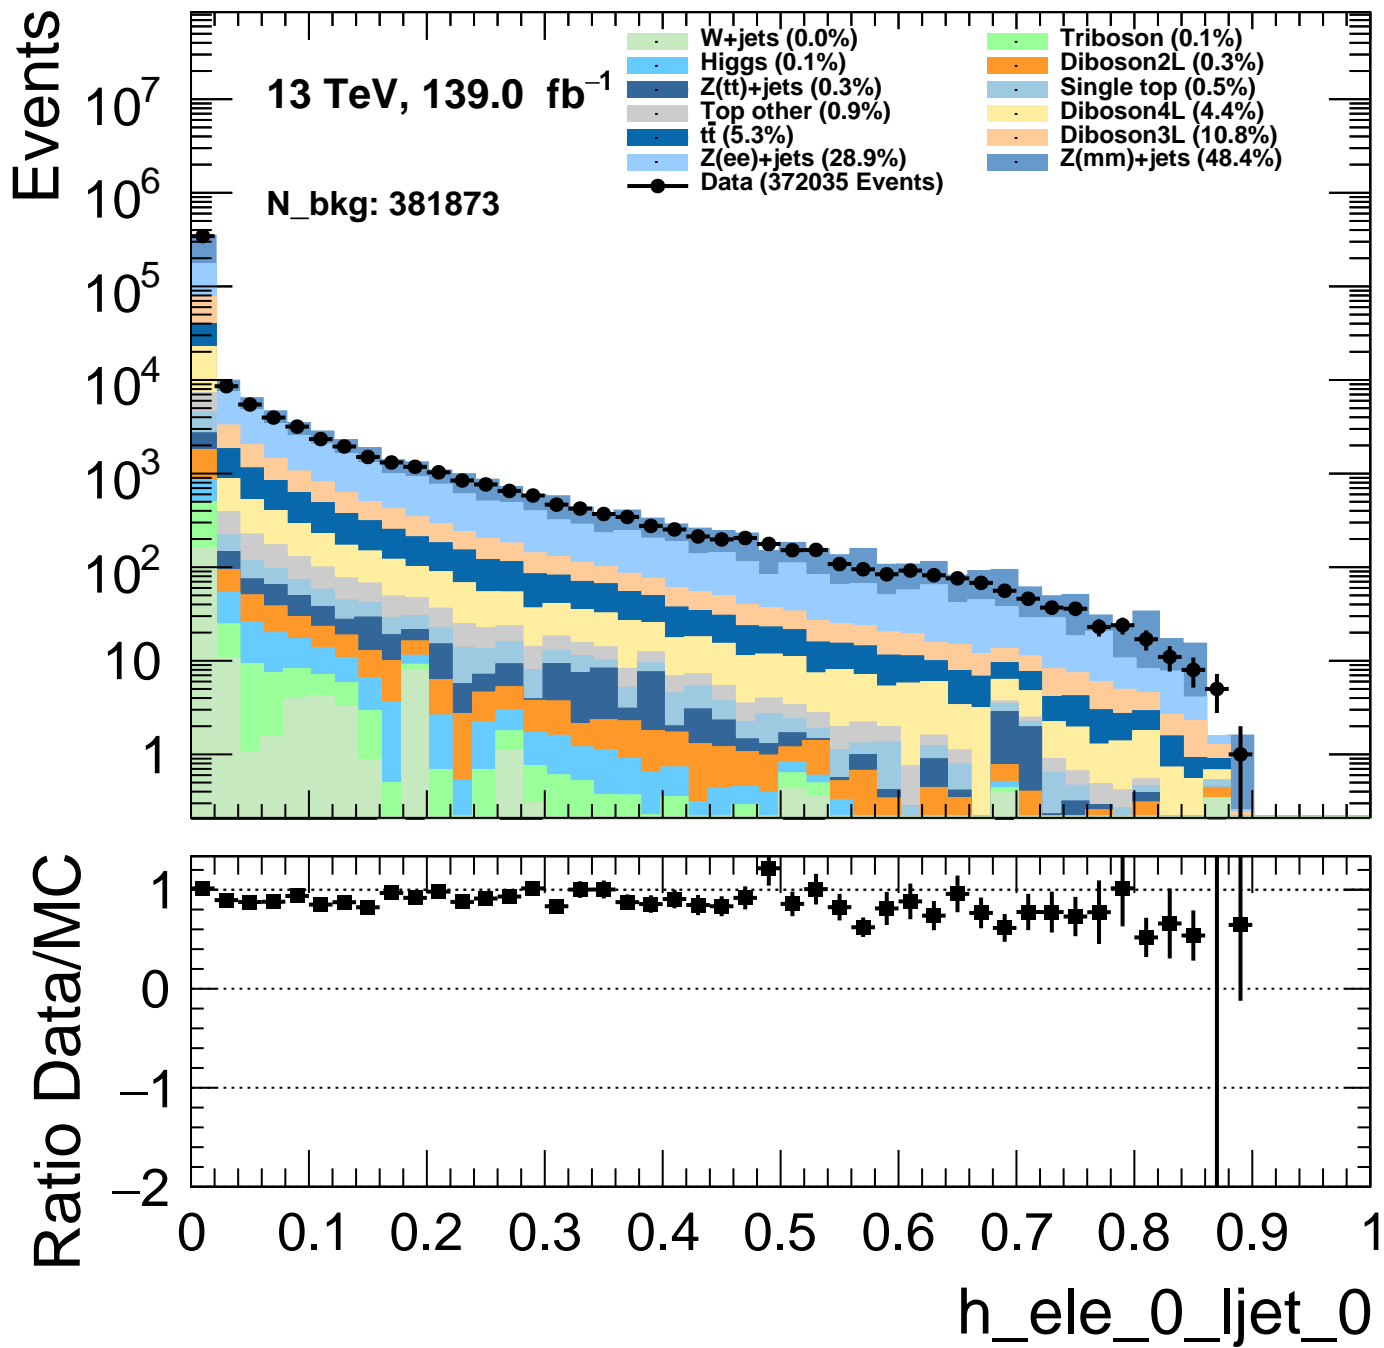 Events
10^7
10^6
10^5
10^4
10^3
10^2
10
1
13 TeV, 139.0 fb^−1
N_bkg: 381873
W+jets (0.0%)
Higgs (0.1%)
Z(tt)+jets (0.3%)
Top other (0.9%)
tt̄ (5.3%)
Z(ee)+jets (28.9%)
Data (372035 Events)
Triboson (0.1%)
Diboson2L (0.3%)
Single top (0.5%)
Diboson4L (4.4%)
Diboson3L (10.8%)
Z(mm)+jets (48.4%)
Ratio Data/MC
1
0
−1
−2
0 0.1 0.2 0.3 0.4 0.5 0.6 0.7 0.8 0.9 1
h_ele_0_ljet_0